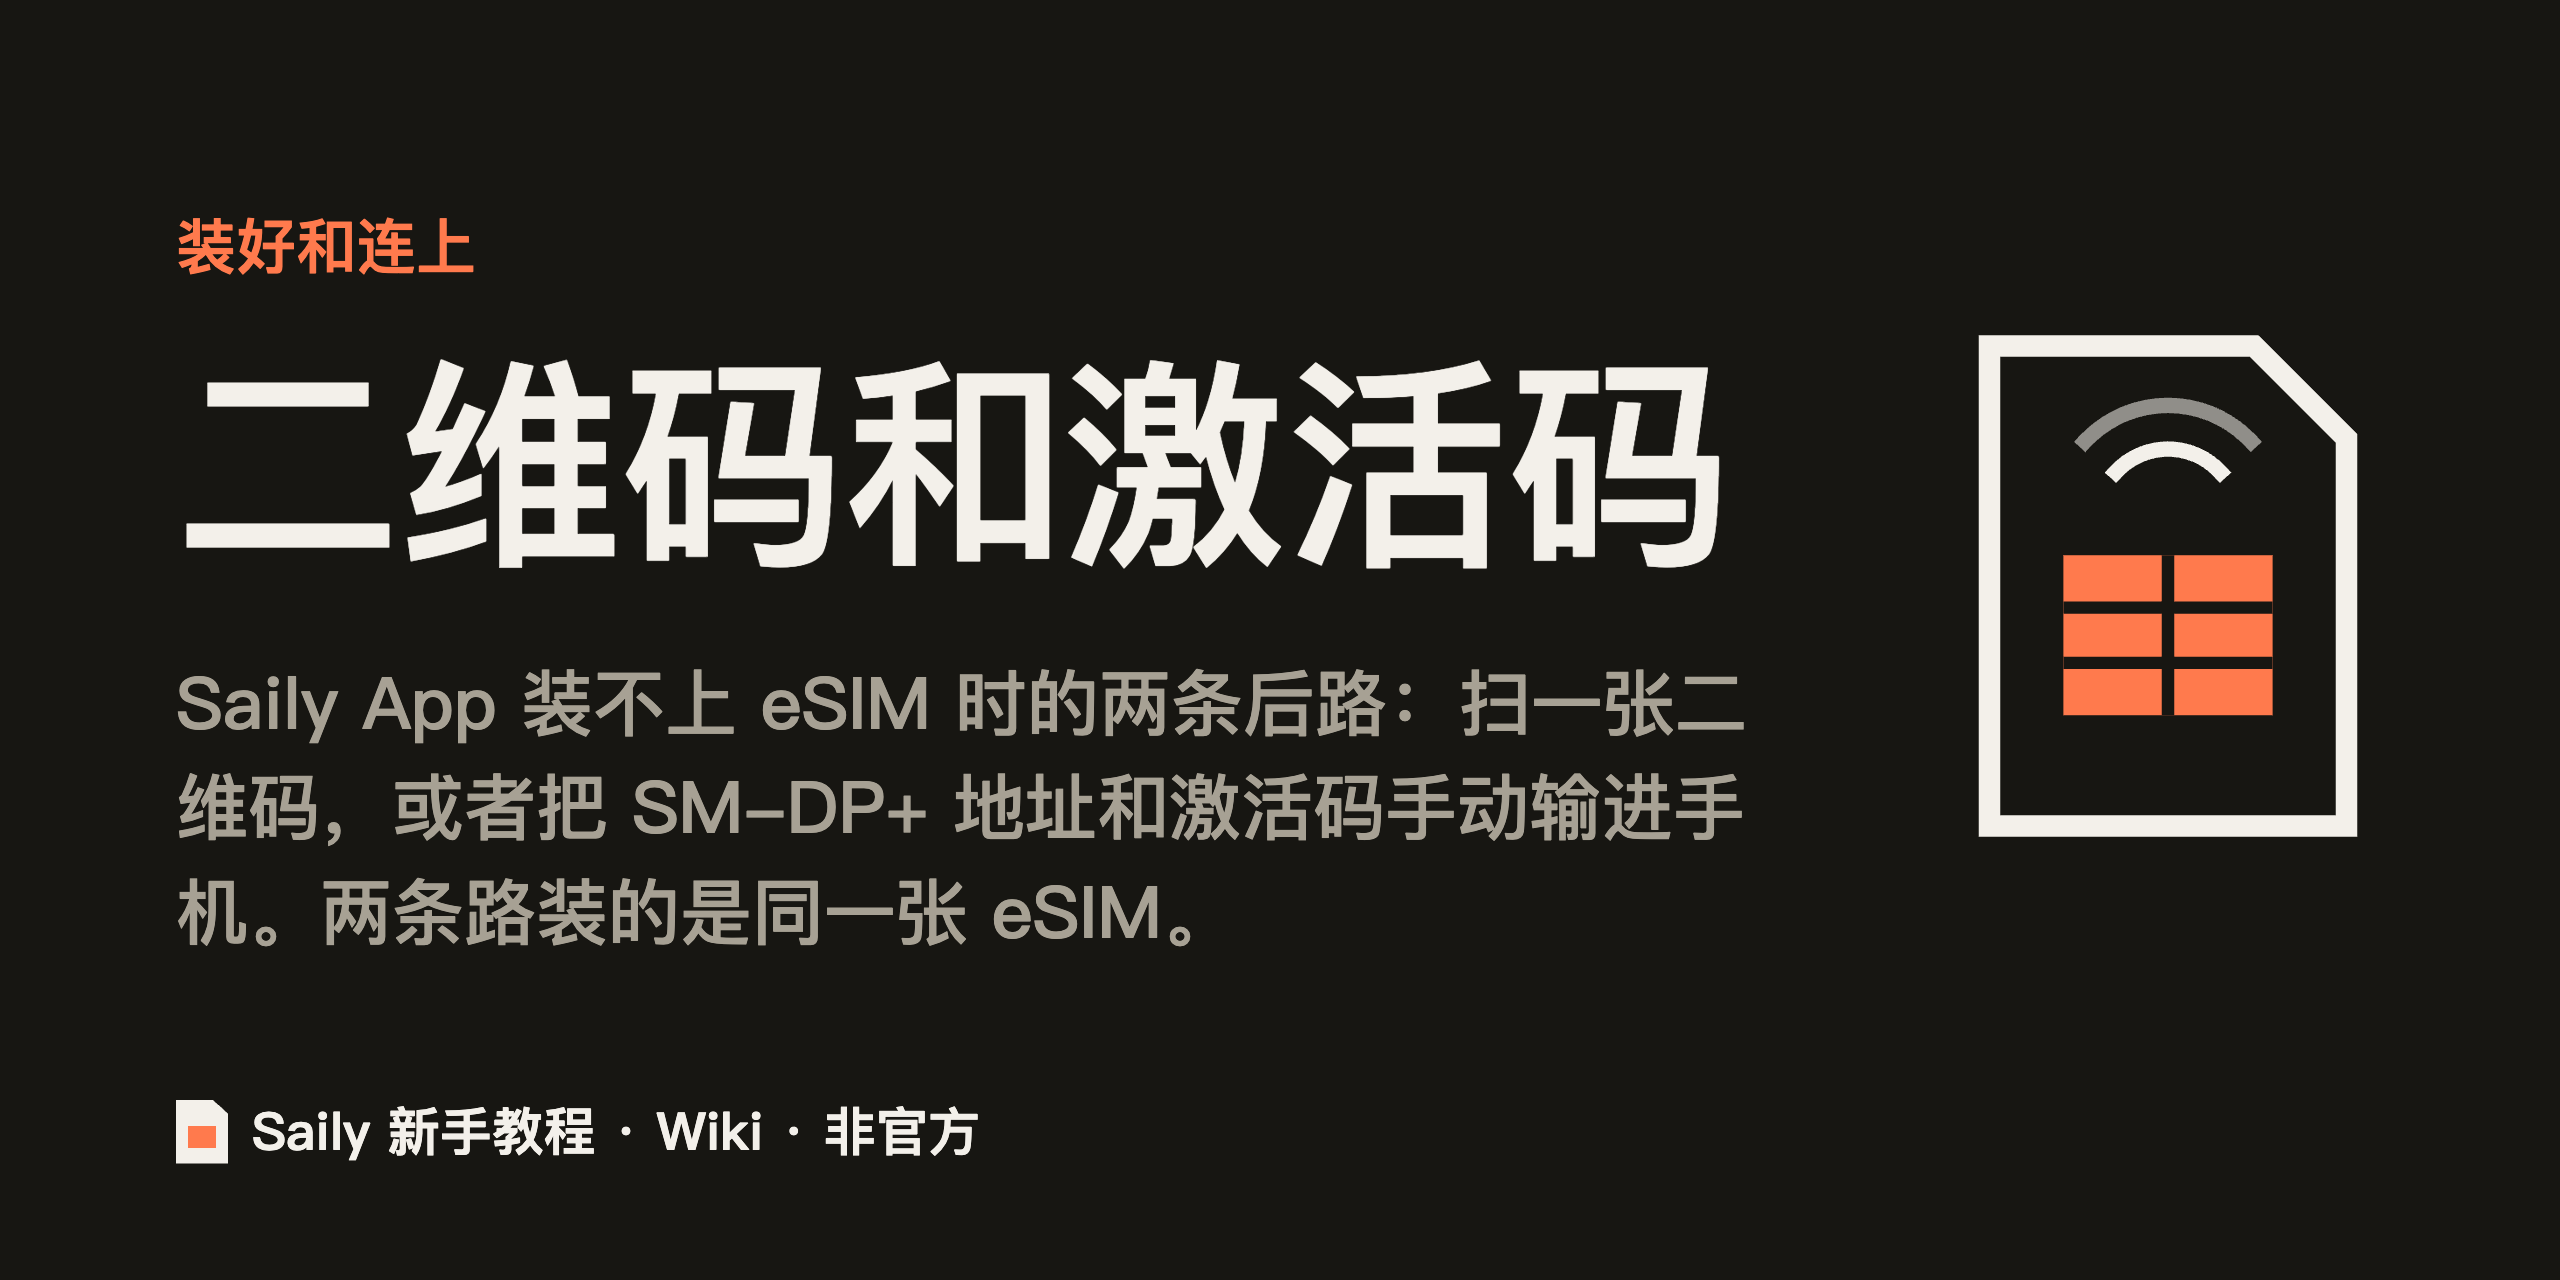 装好和连上
二维码和激活码
Saily App 装不上 eSIM 时的两条后路：扫一张二
维码，或者把 SM-DP+ 地址和激活码手动输进手
机。两条路装的是同一张 eSIM。
Saily 新手教程 · Wiki · 非官方